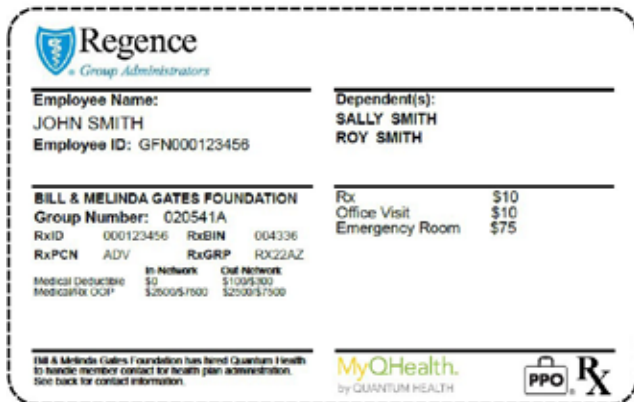 Regence
Group Administrators
Employee Name:
JOHN SMITH
Employee ID: GFN000123456
Dependent(s):
SALLY SMITH
ROY SMITH
BILL & MELINDA GATES FOUNDATION
Group Number: 020541A
RxID 000123456 RxBIN 004336
RxPCN ADV RxGRP RX22AZ
In-Network Out Network
Medical Deductible $0 $100/$300
Medical/Rx OOP $2500/$7500
Rx $10
Office Visit $10
Emergency Room $75
Bill & Melinda Gates Foundation has hired Quantum Health
to handle member contact for health plan administration.
See back for contact information.
MyQHealth.
by QUANTUM HEALTH
PPO
Rx